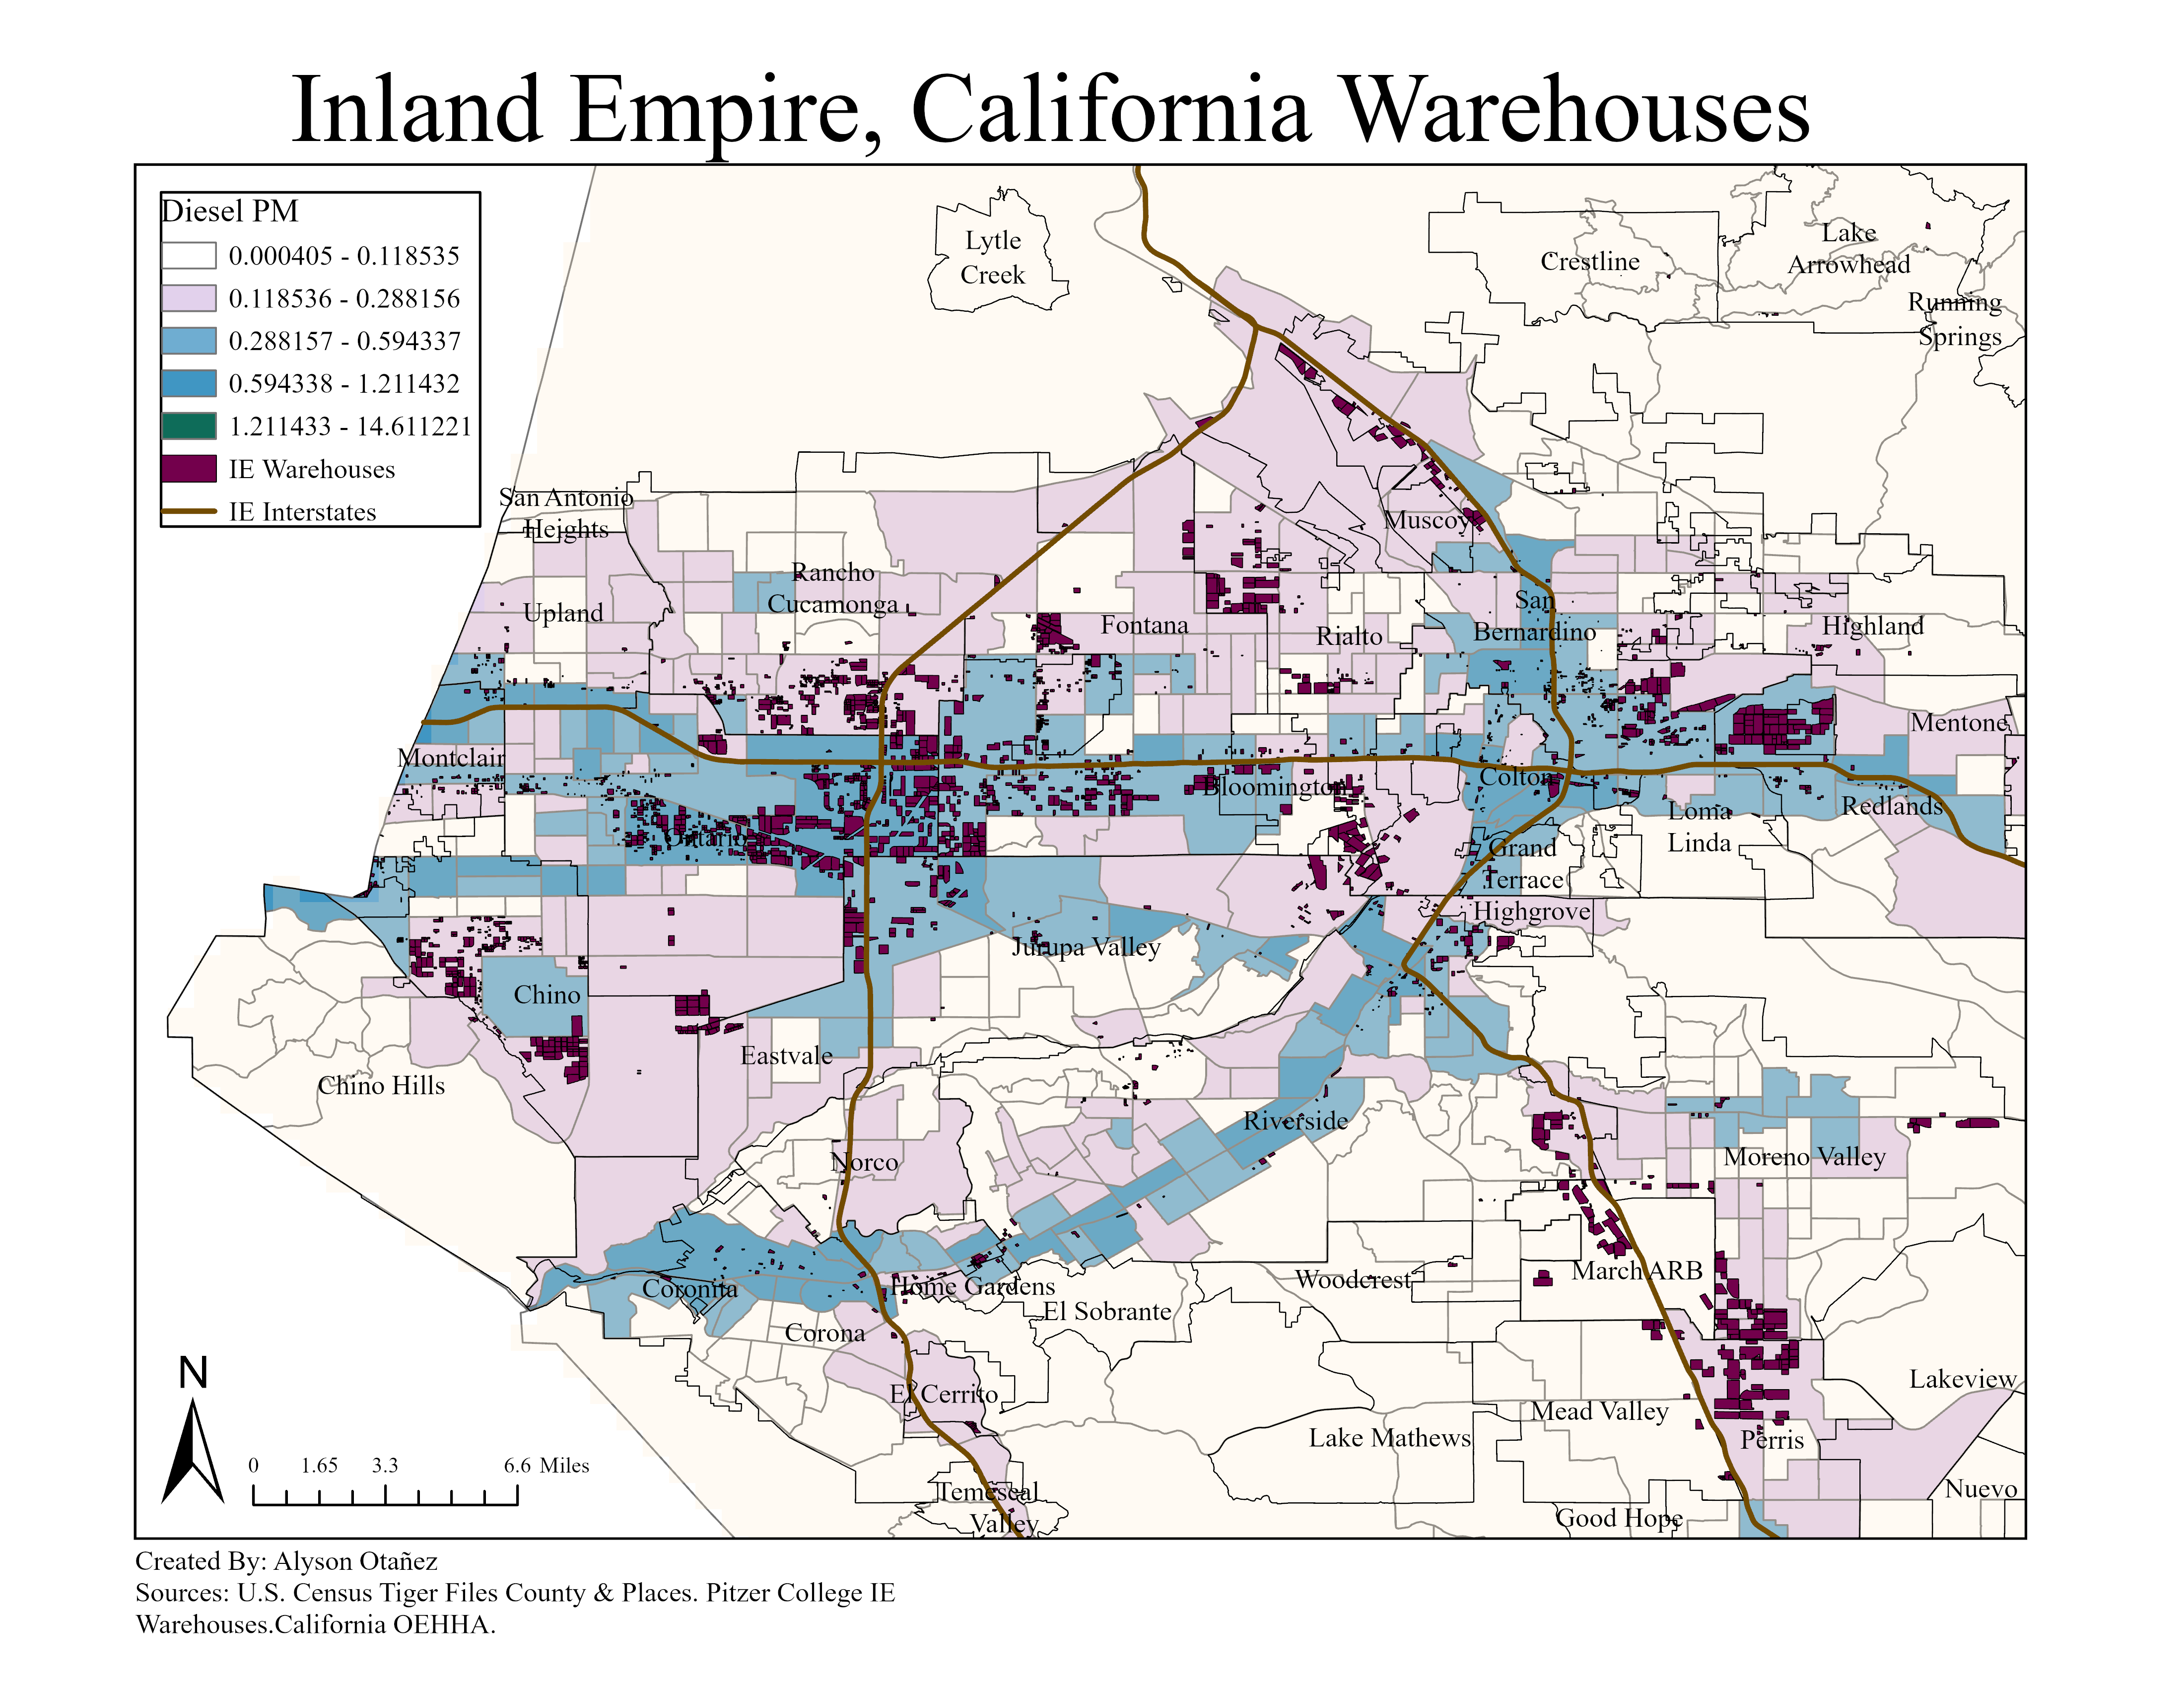 Inland Empire, California Warehouses
Diesel PM
0.000405 - 0.118535
0.118536 - 0.288156
0.288157 - 0.594337
0.594338 - 1.211432
1.211433 - 14.611221
IE Warehouses
IE Interstates
Lytle
Creek
Crestline
Lake
Arrowhead
Running
Springs
San Antonio
Heights
Muscoy
Rancho
Cucamonga
Upland
Fontana
Rialto
San
Bernardino
Highland
Mentone
Montclair
Bloomington
Colton
Loma
Linda
Redlands
Ontario
Grand
Terrace
Highgrove
Jurupa Valley
Chino
Eastvale
Chino Hills
Riverside
Norco
Moreno Valley
Coronita
Home Gardens
El Sobrante
Woodcrest
March ARB
Corona
El Cerrito
Lakeview
Mead Valley
Lake Mathews
Perris
Temescal
Valley
Good Hope
Nuevo
N
0 1.65 3.3 6.6 Miles
Created By: Alyson Otañez
Sources: U.S. Census Tiger Files County & Places. Pitzer College IE
Warehouses.California OEHHA.